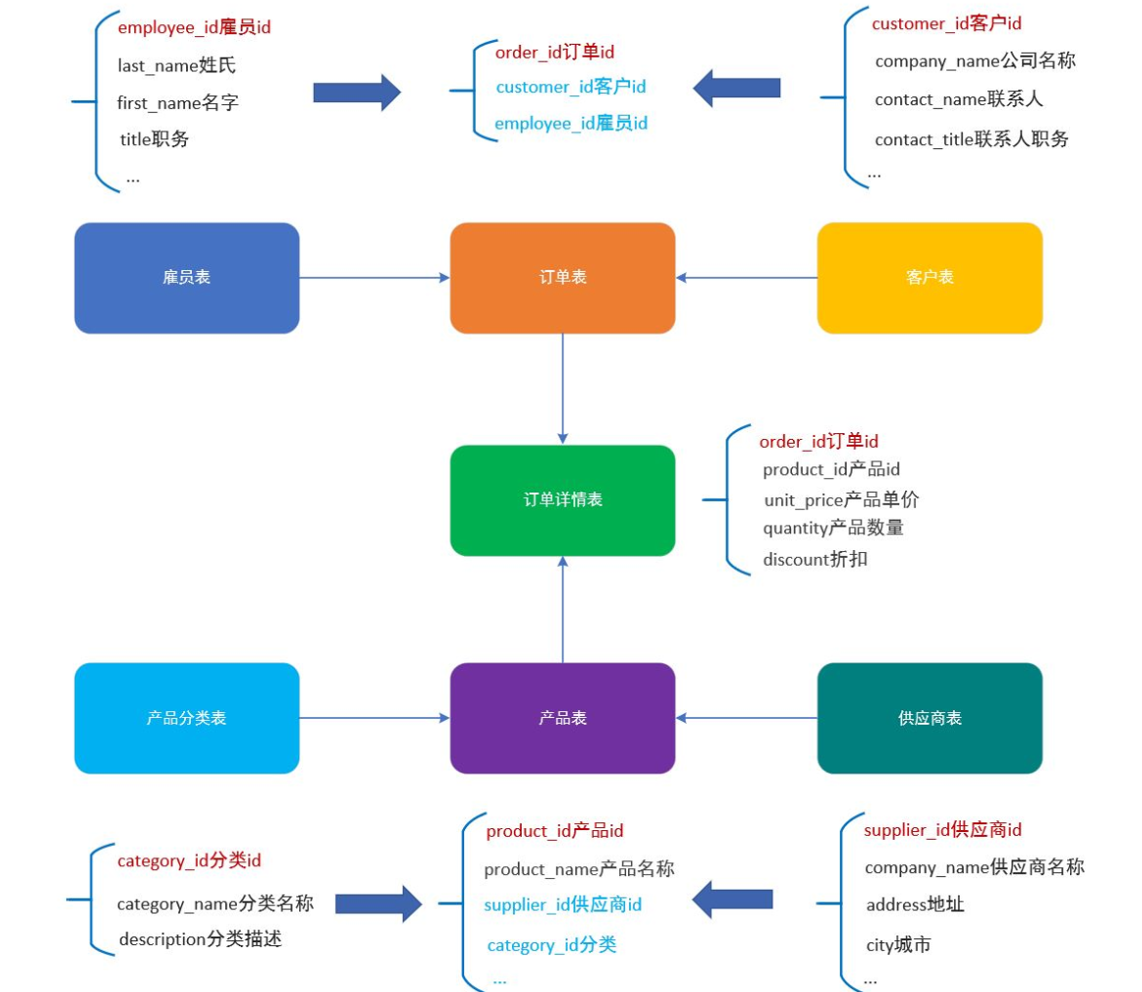 employee_id雇员id
last_name姓氏
first_name名字
title职务
...
order_id订单id
customer_id客户id
employee_id雇员id
customer_id客户id
company_name公司名称
contact_name联系人
contact_title联系人职务
...
雇员表
订单表
客户表
订单详情表
order_id订单id
product_id产品id
unit_price产品单价
quantity产品数量
discount折扣
产品分类表
产品表
供应商表
category_id分类id
category_name分类名称
description分类描述
product_id产品id
product_name产品名称
supplier_id供应商id
category_id分类
...
supplier_id供应商id
company_name供应商名称
address地址
city城市
...